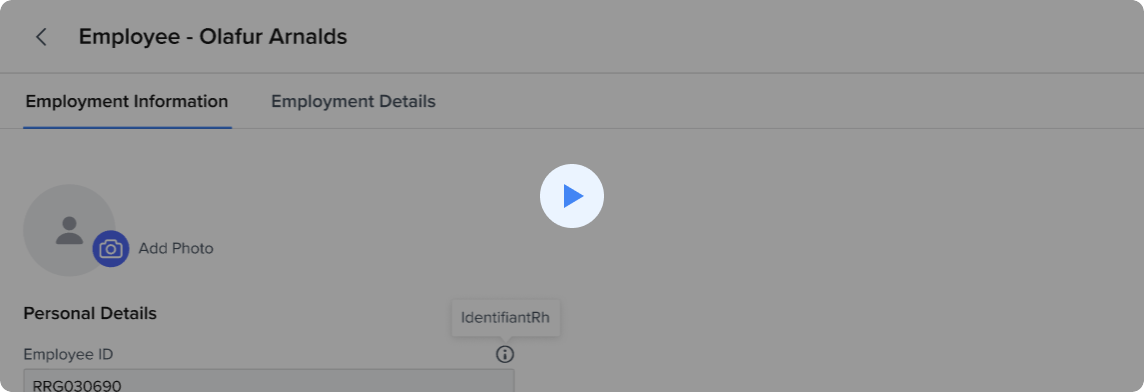 Employee - Olafur Arnalds
Employment Information
Employment Details
Add Photo
Personal Details
IdentifiantRh
Employee ID
RRG030690